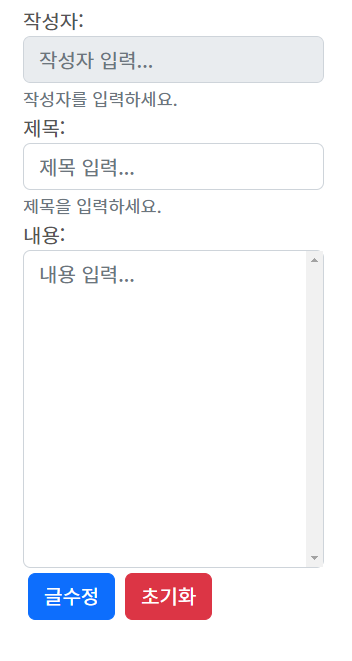 작성자:
작성자 입력...
작성자를 입력하세요.
제목:
제목 입력...
제목을 입력하세요.
내용:
내용 입력...
글수정 초기화